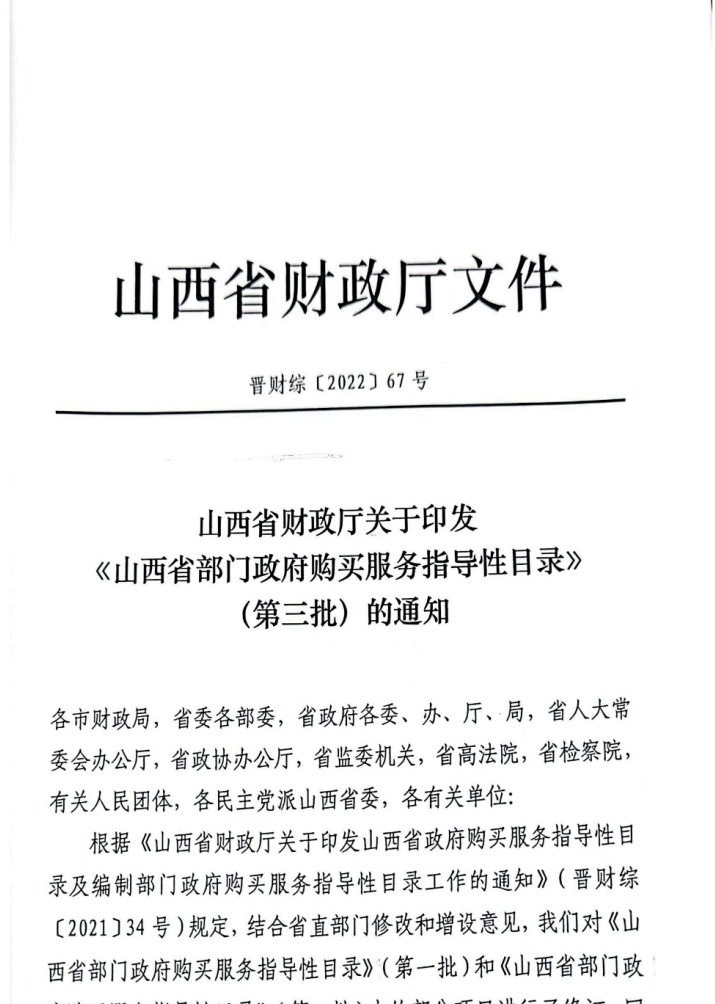 山西省财政厅文件
晋财综〔2022〕67号
山西省财政厅关于印发
《山西省部门政府购买服务指导性目录》
（第三批）的通知
各市财政局，省委各部委，省政府各委、办、厅、局，省人大常
委会办公厅，省政协办公厅，省监委机关，省高法院，省检察院，
有关人民团体，各民主党派山西省委，各有关单位：
根据《山西省财政厅关于印发山西省政府购买服务指导性目
录及编制部门政府购买服务指导性目录工作的通知》（晋财综
〔2021〕34号）规定，结合省直部门修改和增设意见，我们对《山
西省部门政府购买服务指导性目录》（第一批）和《山西省部门政